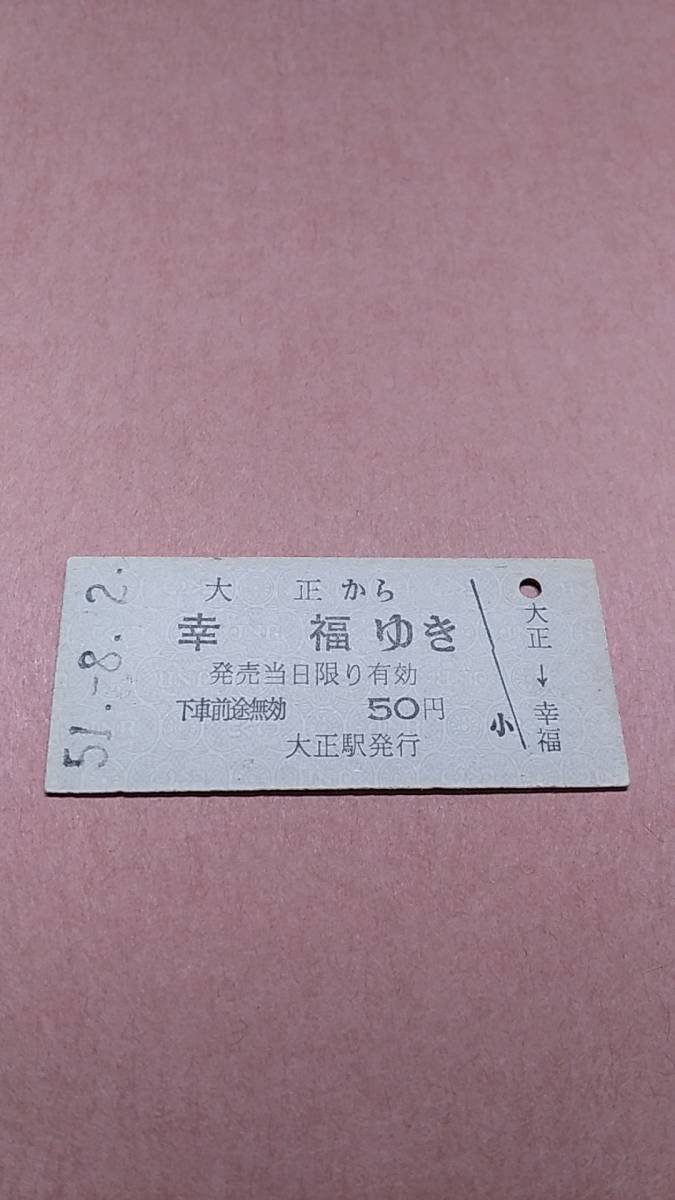 51.-8.2.
大正から
幸福ゆき
発売当日限り有効
下車前途無効 50円
大正駅発行
小
大正→幸福